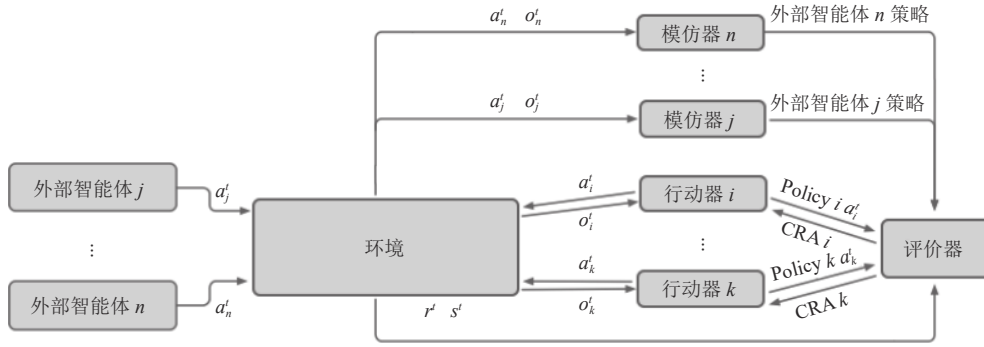 a_n^t o_n^t
模仿器 n
外部智能体 n 策略
⋮
a_j^t o_j^t
模仿器 j
外部智能体 j 策略
外部智能体 j
a_j^t
⋮
外部智能体 n
a_n^t
环境
a_i^t
o_i^t
行动器 i
Policy i a_i^t
CRA i
⋮
a_k^t
o_k^t
行动器 k
Policy k a_k^t
CRA k
评价器
r^t s^t